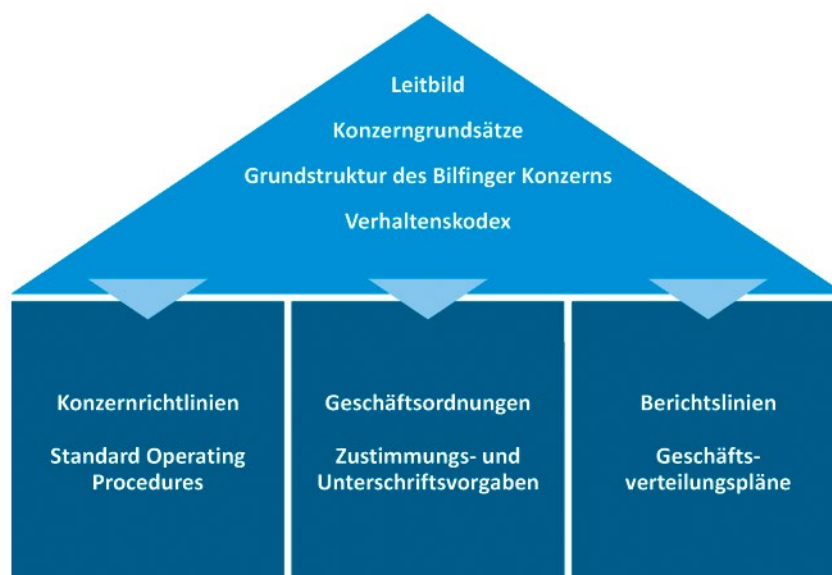 Leitbild
Konzerngrundsätze
Grundstruktur des Bilfinger Konzerns
Verhaltenskodex
Konzernrichtlinien
Standard Operating
Procedures
Geschäftsordnungen
Zustimmungs- und
Unterschriftsvorgaben
Berichtslinien
Geschäfts-
verteilungspläne